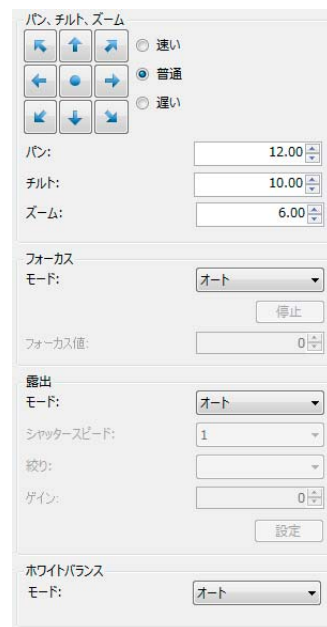 パン、チルト、ズーム
速い
普通
遅い
パン: 12.00
チルト: 10.00
ズーム: 6.00
フォーカス
モード: オート
停止
フォーカス値: 0
露出
モード: オート
シャッタースピード: 1
絞り:
ゲイン: 0
設定
ホワイトバランス
モード: オート